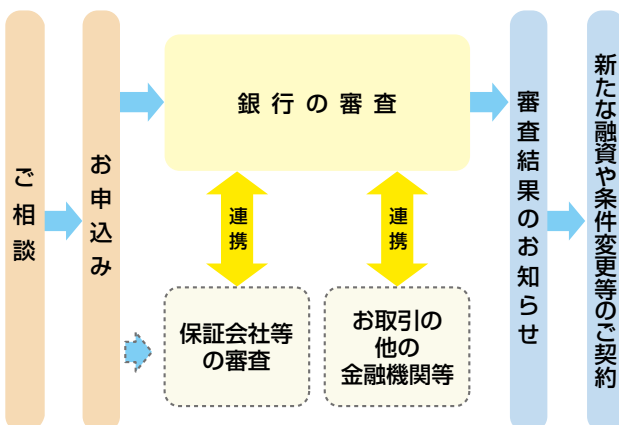 ご相談
お申込み
銀行の審査
連携
連携
保証会社等
の審査
お取引の
他の
金融機関等
審査結果のお知らせ
新たな融資や条件変更等のご契約